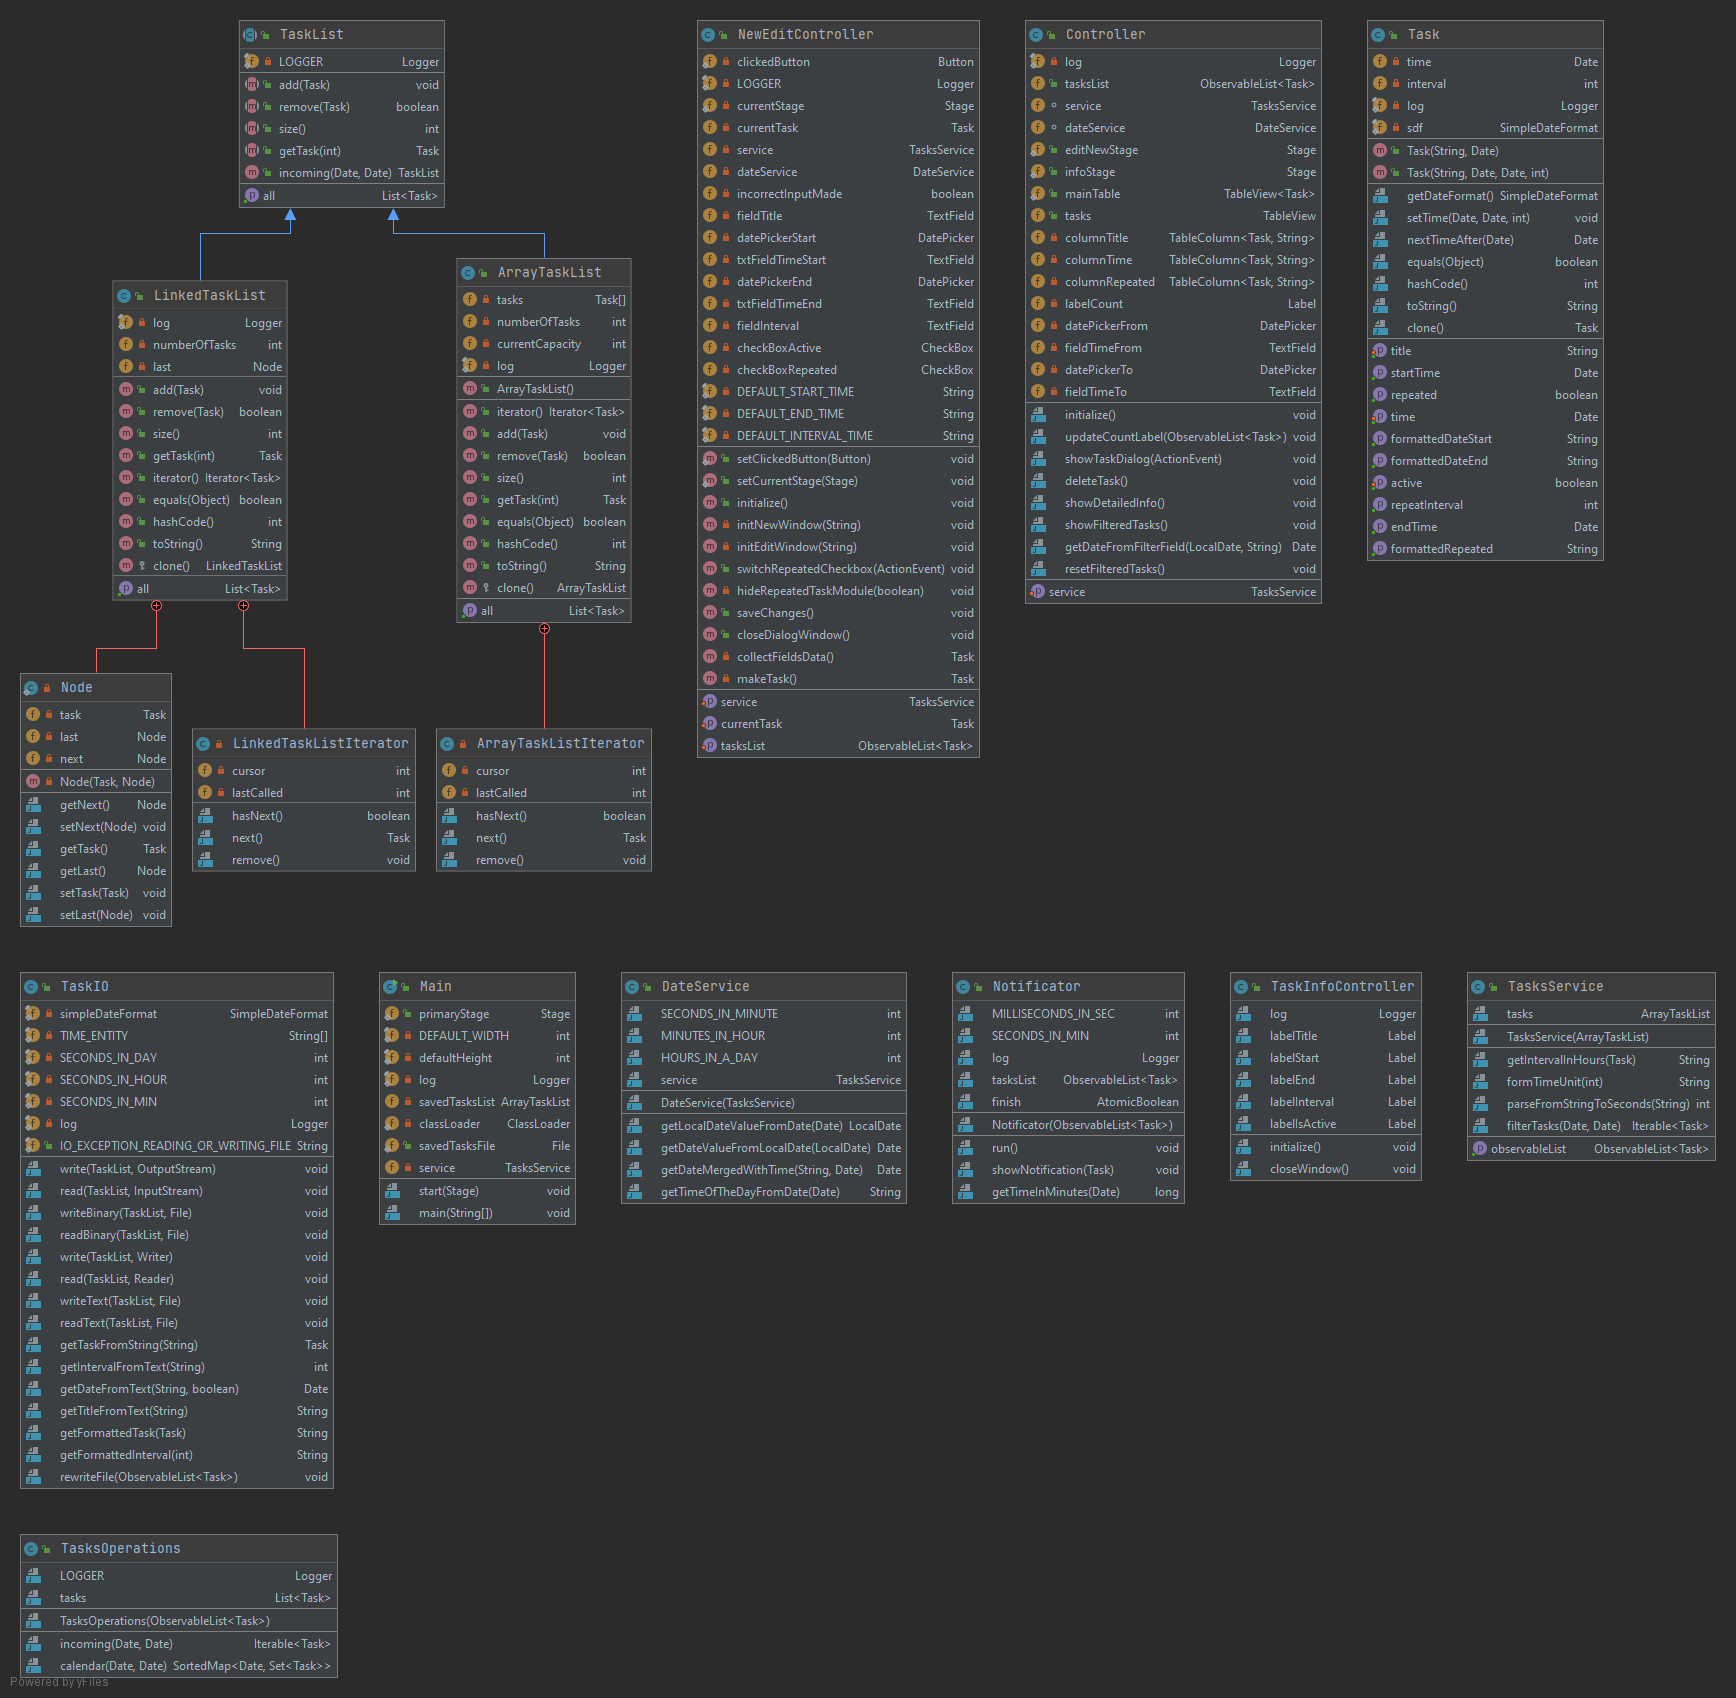 TaskList
LOGGER Logger
add(Task) void
remove(Task) boolean
size() int
getTask(int) Task
incoming(Date, Date) TaskList
all List<Task>
LinkedTaskList
log Logger
numberOfTasks int
last Node
add(Task) void
remove(Task) boolean
size() int
getTask(int) Task
iterator() Iterator<Task>
equals(Object) boolean
hashCode() int
toString() String
clone() LinkedTaskList
all List<Task>
ArrayTaskList
tasks Task[]
numberOfTasks int
currentCapacity int
log Logger
ArrayTaskList()
iterator() Iterator<Task>
add(Task) void
remove(Task) boolean
size() int
getTask(int) Task
equals(Object) boolean
hashCode() int
toString() String
clone() ArrayTaskList
all List<Task>
Node
task Task
last Node
next Node
Node(Task, Node)
getNext() Node
setNext(Node) void
getTask() Task
getLast() Node
setTask(Task) void
setLast(Node) void
LinkedTaskListIterator
cursor int
lastCalled int
hasNext() boolean
next() Task
remove() void
ArrayTaskListIterator
cursor int
lastCalled int
hasNext() boolean
next() Task
remove() void
NewEditController
clickedButton Button
LOGGER Logger
currentStage Stage
currentTask Task
service TasksService
dateService DateService
incorrectInputMade boolean
fieldTitle TextField
datePickerStart DatePicker
txtFieldTimeStart TextField
datePickerEnd DatePicker
txtFieldTimeEnd TextField
fieldInterval TextField
checkBoxActive CheckBox
checkBoxRepeated CheckBox
DEFAULT_START_TIME String
DEFAULT_END_TIME String
DEFAULT_INTERVAL_TIME String
setClickedButton(Button) void
setCurrentStage(Stage) void
initialize() void
initNewWindow(String) void
initEditWindow(String) void
switchRepeatedCheckbox(ActionEvent) void
hideRepeatedTaskModule(boolean) void
saveChanges() void
closeDialogWindow() void
collectFieldsData() Task
makeTask() Task
service TasksService
currentTask Task
tasksList ObservableList<Task>
Controller
log Logger
tasksList ObservableList<Task>
service TasksService
dateService DateService
editNewStage Stage
infoStage Stage
mainTable TableView<Task>
tasks TableView
columnTitle TableColumn<Task, String>
columnTime TableColumn<Task, String>
columnRepeated TableColumn<Task, String>
labelCount Label
datePickerFrom DatePicker
fieldTimeFrom TextField
datePickerTo DatePicker
fieldTimeTo TextField
initialize() void
updateCountLabel(ObservableList<Task>) void
showTaskDialog(ActionEvent) void
deleteTask() void
showDetailedInfo() void
showFilteredTasks() void
getDateFromFilterField(LocalDate, String) Date
resetFilteredTasks() void
service TasksService
Task
time Date
interval int
log Logger
sdf SimpleDateFormat
Task(String, Date)
Task(String, Date, Date, int)
getDateFormat() SimpleDateFormat
setTime(Date, Date, int) void
nextTimeAfter(Date) Date
equals(Object) boolean
hashCode() int
toString() String
clone() Task
title String
startTime Date
repeated boolean
time Date
formattedDateStart String
formattedDateEnd String
active boolean
repeatInterval int
endTime Date
formattedRepeated String
TaskIO
simpleDateFormat SimpleDateFormat
TIME_ENTITY String[]
SECONDS_IN_DAY int
SECONDS_IN_HOUR int
SECONDS_IN_MIN int
log Logger
IO_EXCEPTION_READING_OR_WRITING_FILE String
write(TaskList, OutputStream) void
read(TaskList, InputStream) void
writeBinary(TaskList, File) void
readBinary(TaskList, File) void
write(TaskList, Writer) void
read(TaskList, Reader) void
writeText(TaskList, File) void
readText(TaskList, File) void
getTaskFromString(String) Task
getIntervalFromText(String) int
getDateFromText(String, boolean) Date
getTitleFromText(String) String
getFormattedTask(Task) String
getFormattedInterval(int) String
rewriteFile(ObservableList<Task>) void
Main
primaryStage Stage
DEFAULT_WIDTH int
defaultHeight int
log Logger
savedTasksList ArrayTaskList
classLoader ClassLoader
savedTasksFile File
service TasksService
start(Stage) void
main(String[]) void
DateService
SECONDS_IN_MINUTE int
MINUTES_IN_HOUR int
HOURS_IN_A_DAY int
service TasksService
DateService(TasksService)
getLocalDateValueFromDate(Date) LocalDate
getDateValueFromLocalDate(LocalDate) Date
getDateMergedWithTime(String, Date) Date
getTimeOfTheDayFromDate(Date) String
Notificator
MILLISECONDS_IN_SEC int
SECONDS_IN_MIN int
log Logger
tasksList ObservableList<Task>
finish AtomicBoolean
Notificator(ObservableList<Task>)
run() void
showNotification(Task) void
getTimeInMinutes(Date) long
TaskInfoController
log Logger
labelTitle Label
labelStart Label
labelEnd Label
labelInterval Label
labelIsActive Label
initialize() void
closeWindow() void
TasksService
tasks ArrayTaskList
TasksService(ArrayTaskList)
getIntervalInHours(Task) String
formTimeUnit(int) String
parseFromStringToSeconds(String) int
filterTasks(Date, Date) Iterable<Task>
observableList ObservableList<Task>
TasksOperations
LOGGER Logger
tasks List<Task>
TasksOperations(ObservableList<Task>)
incoming(Date, Date) Iterable<Task>
calendar(Date, Date) SortedMap<Date, Set<Task>>
Powered by yFiles